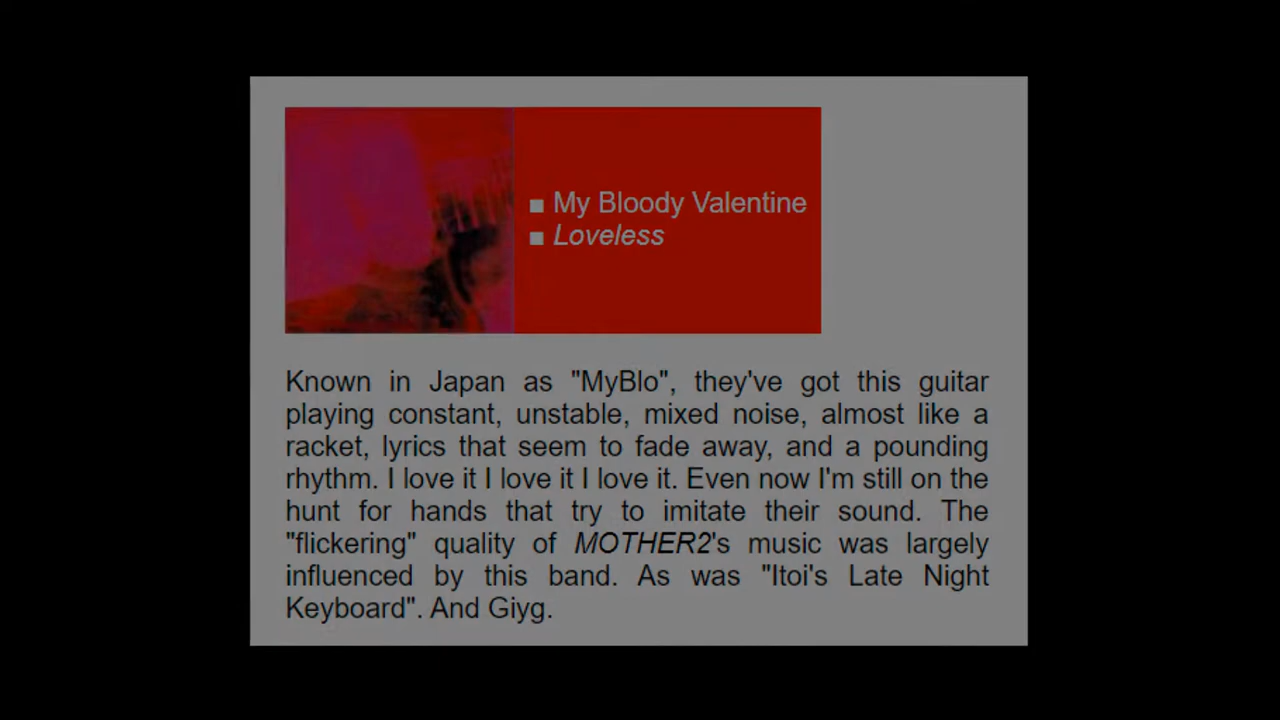 My Bloody Valentine
Loveless
Known in Japan as "MyBlo", they've got this guitar
playing constant, unstable, mixed noise, almost like a
racket, lyrics that seem to fade away, and a pounding
rhythm. I love it I love it I love it. Even now I'm still on the
hunt for hands that try to imitate their sound. The
"flickering" quality of MOTHER2's music was largely
influenced by this band. As was "Itoi's Late Night
Keyboard". And Giyg.